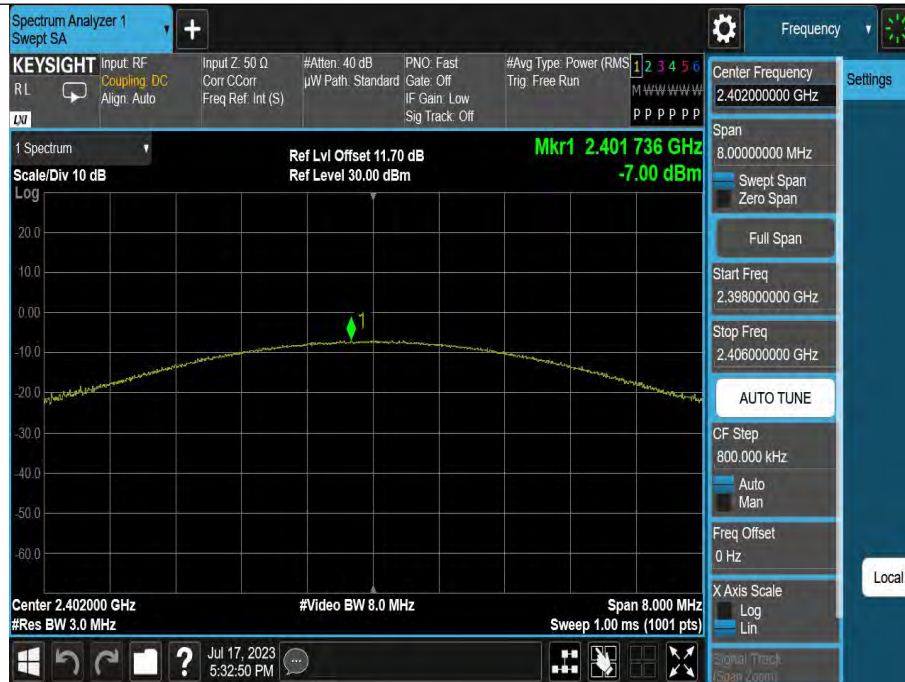 Spectrum Analyzer 1
Swept SA
+
Frequency
KEYSIGHT
RL
LXI
Input: RF
Coupling: DC
Align: Auto
Input Z: 50 Ω
Corr CCorr
Freq Ref: Int (S)
#Atten: 40 dB
µW Path: Standard
PNO: Fast
Gate: Off
IF Gain: Low
Sig Track: Off
#Avg Type: Power (RMS
Trig: Free Run
1 2 3 4 5 6
M W W W W W
P P P P P P
1 Spectrum
Scale/Div 10 dB
Log
Ref Lvl Offset 11.70 dB
Ref Level 30.00 dBm
Mkr1 2.401 736 GHz
-7.00 dBm
20.0
10.0
0.00
-10.0
-20.0
-30.0
-40.0
-50.0
-60.0
1
Center 2.402000 GHz
#Res BW 3.0 MHz
#Video BW 8.0 MHz
Span 8.000 MHz
Sweep 1.00 ms (1001 pts)
Center Frequency
2.402000000 GHz
Settings
Span
8.00000000 MHz
Swept Span
Zero Span
Full Span
Start Freq
2.398000000 GHz
Stop Freq
2.406000000 GHz
AUTO TUNE
CF Step
800.000 kHz
Auto
Man
Freq Offset
0 Hz
Local
X Axis Scale
Log
Lin
Signal Track
(Span Zoom)
?
Jul 17, 2023
5:32:50 PM